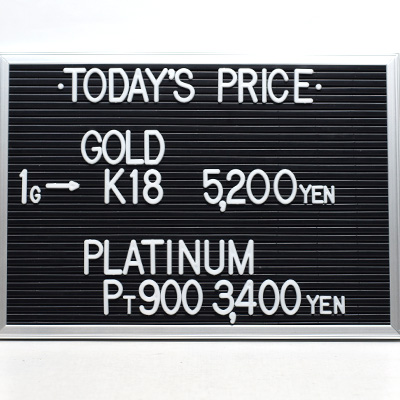 ·TODAY'S PRICE·
GOLD
1G→ K18 5,200YEN
PLATINUM
PT900 3,400YEN